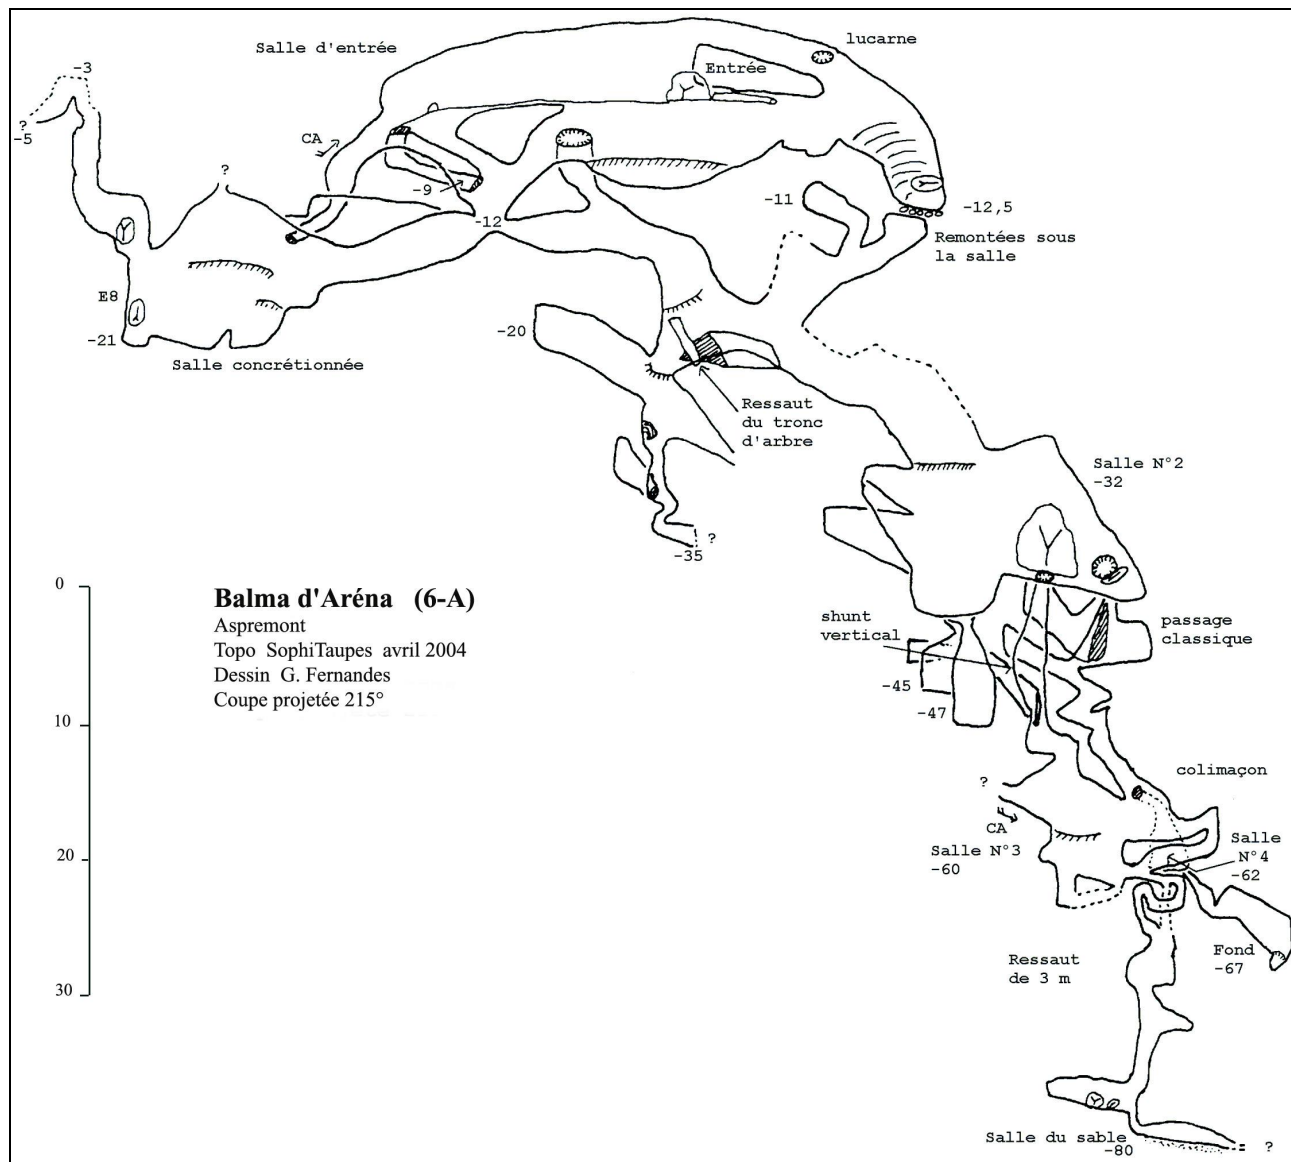 Salle d'entrée
lucarne
-3
Entrée
?
-5
CA
?
-9
-11
-12
-12,5
Remontées sous
la salle
E8
-21
Salle concrétionnée
-20
Ressaut
du tronc
d'arbre
Salle N°2
-32
?
-35
0
Balma d'Aréna (6-A)
Aspremont
Topo SophiTaupes avril 2004
Dessin G. Fernandes
Coupe projetée 215°
shunt
vertical
passage
classique
-45
-47
10
colimaçon
?
CA
Salle N°3
-60
Salle
N°4
-62
20
Fond
-67
Ressaut
de 3 m
30
Salle du sable
-80
?